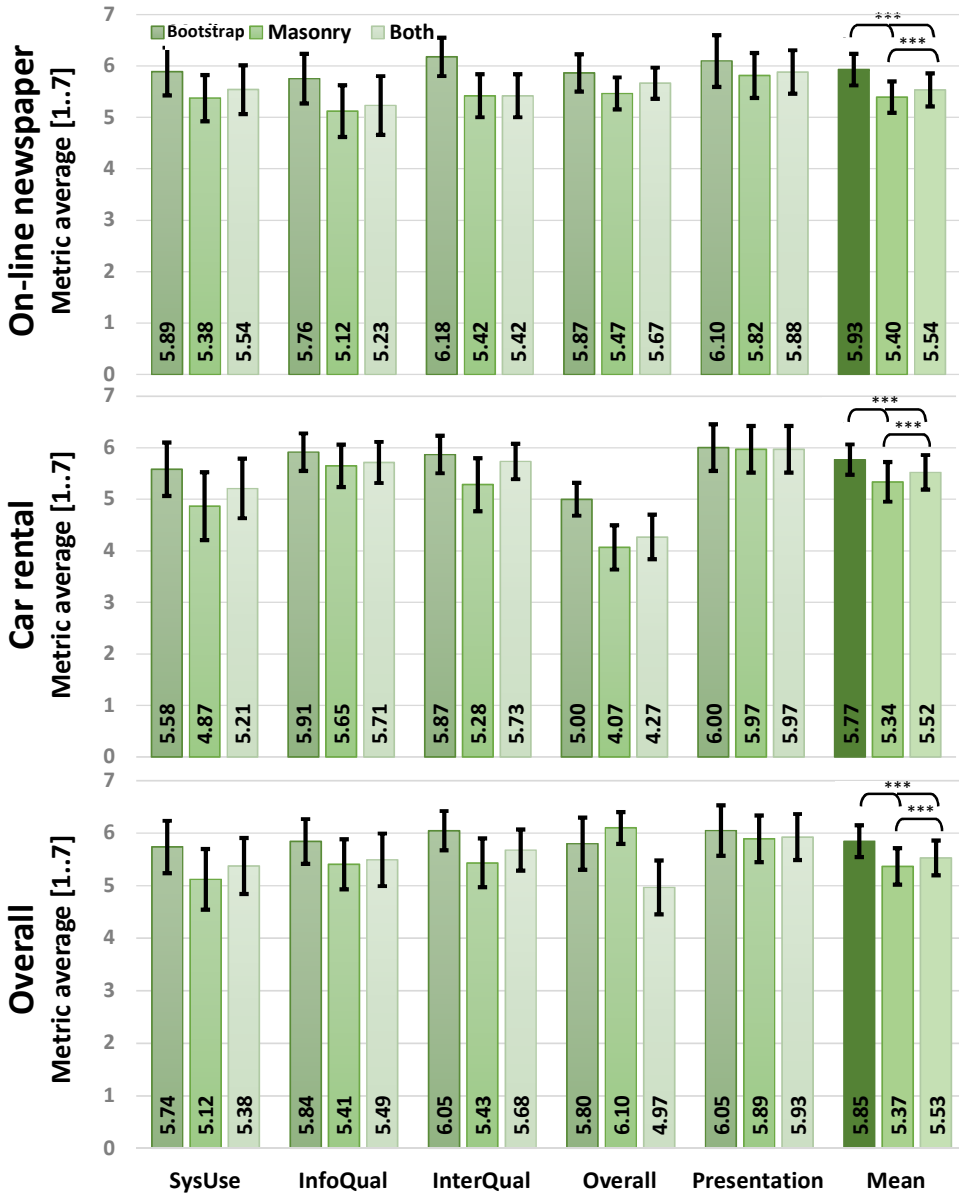 7
Bootstrap Masonry Both
***
***
6
5
4
3
2
1
0
On-line newspaper
Metric average [1..7]
5.89 5.38 5.54 5.76 5.12 5.23 6.18 5.42 5.42 5.87 5.47 5.67 6.10 5.82 5.88 5.93 5.40 5.54
7
***
***
6
5
4
3
2
1
0
Car rental
Metric average [1..7]
5.58 4.87 5.21 5.91 5.65 5.71 5.87 5.28 5.73 5.00 4.07 4.27 6.00 5.97 5.97 5.77 5.34 5.52
7
***
***
6
5
4
3
2
1
0
Overall
Metric average [1..7]
5.74 5.12 5.38 5.84 5.41 5.49 6.05 5.43 5.68 5.80 6.10 4.97 6.05 5.89 5.93 5.85 5.37 5.53
SysUse InfoQual InterQual Overall Presentation Mean